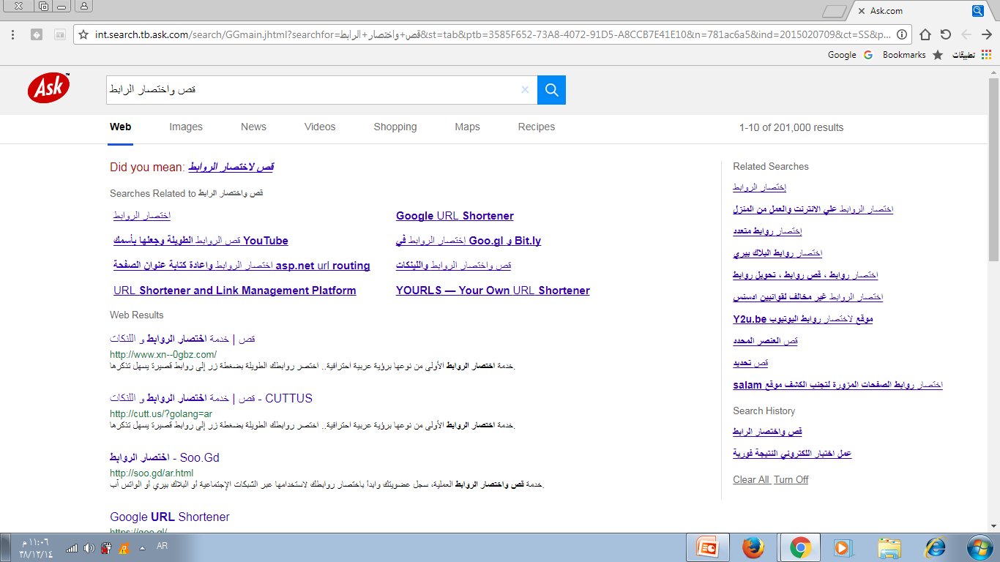 Ask.com
int.search.tb.ask.com/search/GGmain.jhtml?searchfor=قص+واختصار+الرابط&st=tab&ptb=3585F652-73A8-4072-91D5-A8CCB7E41E10&n=781ac6a5&ind=2015020709&ct=SS&p...
Google Bookmarks تطبيقات
Ask™
قص واختصار الرابط
Web Images News Videos Shopping Maps Recipes
1-10 of 201,000 results
Did you mean: قص لاختصار الروابط
Searches Related to قص واختصار الرابط
اختصار الروابط
Google URL Shortener
قص الروابط الطويلة وجعلها بأسمك YouTube
إختصار الروابط في Goo.gl و Bit.ly
اختصار الروابط واعادة كتابة عنوان الصفحة asp.net url routing
قص واختصار الروابط واللينكات
URL Shortener and Link Management Platform
YOURLS — Your Own URL Shortener
Web Results
قص | خدمة اختصار الروابط و اللنكات
http://www.xn--0gbz.com/
خدمة اختصار الروابط الأولى من نوعها برؤية عربية احترافية.. اختصر روابطك الطويلة بضغطة زر إلى روابط قصيرة يسهل تذكرها.
قص | خدمة اختصار الروابط و اللنكات - CUTTUS
http://cutt.us/?golang=ar
خدمة اختصار الروابط الأولى من نوعها برؤية عربية احترافية.. اختصر روابطك الطويلة بضغطة زر إلى روابط قصيرة يسهل تذكرها.
اختصار الروابط - Soo.Gd
http://soo.gd/ar.html
خدمة قص واختصار الروابط العملية، سجل عضويتك وابدأ باختصار روابطك لاستخدامها عبر الشبكات الإجتماعية أو البلاك بيري أو الواتس آب.
Google URL Shortener
https://goo.gl/
Related Searches
إختصار الروابط
اختصار الروابط علي الانترنت والعمل من المنزل
إختصار روابط متعدد
اختصار روابط البلاك بيري
اختصار روابط ، قص روابط ، تحويل روابط
اختصار الروابط غير مخالف لقوانيين ادسنس
موقع لاختصار روابط اليوتيوب Y2u.be
قص العنصر المحدد
قص تحديد
اختصار روابط الصفحات المزورة لتجنب الكشف موقع salam
Search History
قص واختصار الرابط
عمل اختبار اللكتروني النتيجة فورية
Clear All Turn Off
AR
١١:٠٦ م
٣٨/١٢/١٤